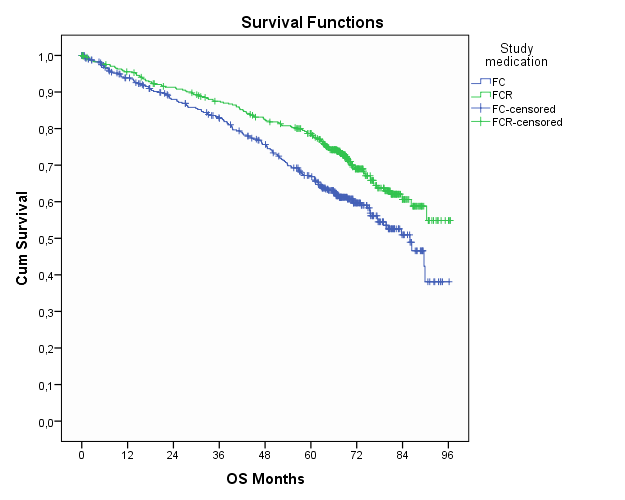 Survival Functions
Study
medication
FC
FCR
FC-censored
FCR-censored
Cum Survival
1,0
0,9
0,8
0,7
0,6
0,5
0,4
0,3
0,2
0,1
0,0
0 12 24 36 48 60 72 84 96
OS Months